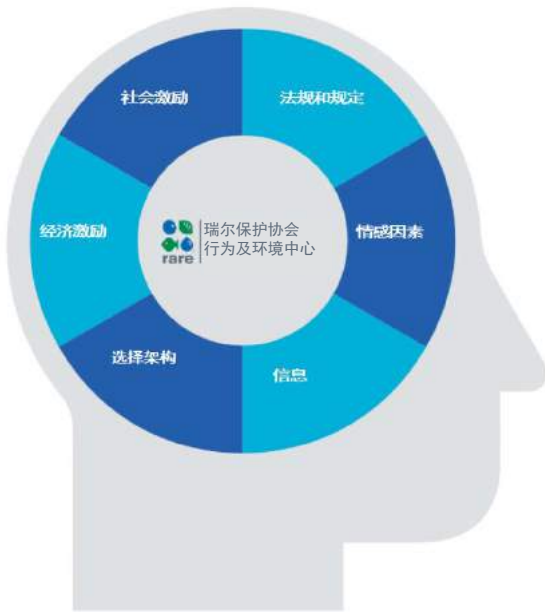 社会激励
法规和规定
经济激励
rare
瑞尔保护协会
行为及环境中心
情感因素
选择架构
信息